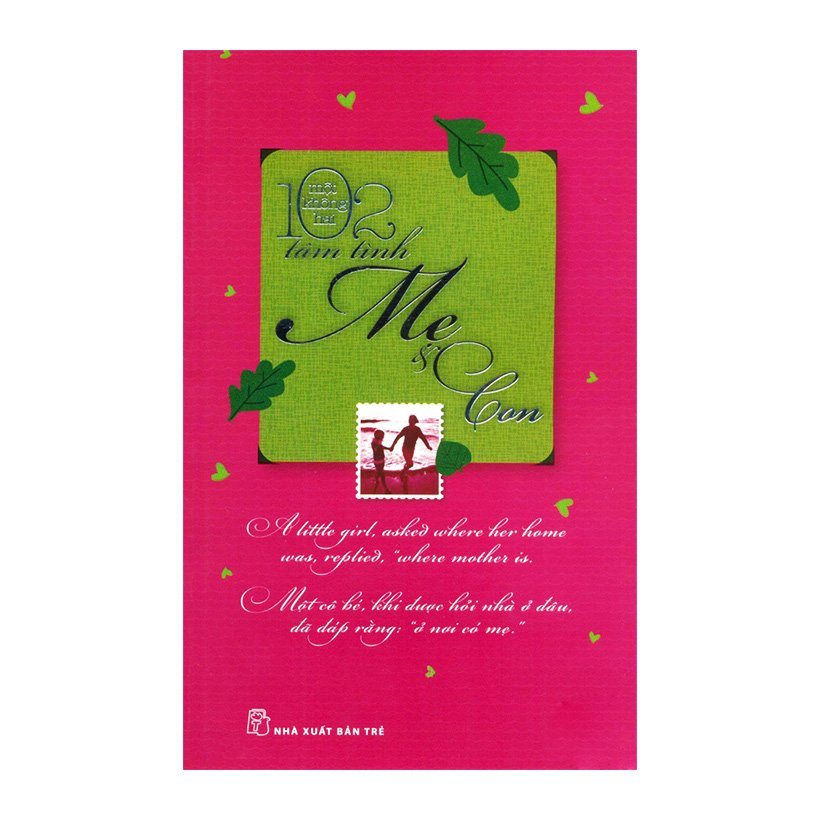 102
một
không
hai
tâm tình
Mẹ
&
Con
A little girl, asked where her home
was, replied, "where mother is.
Một cô bé, khi được hỏi nhà ở đâu,
đã đáp rằng: "ở nơi có mẹ."
NHÀ XUẤT BẢN TRẺ